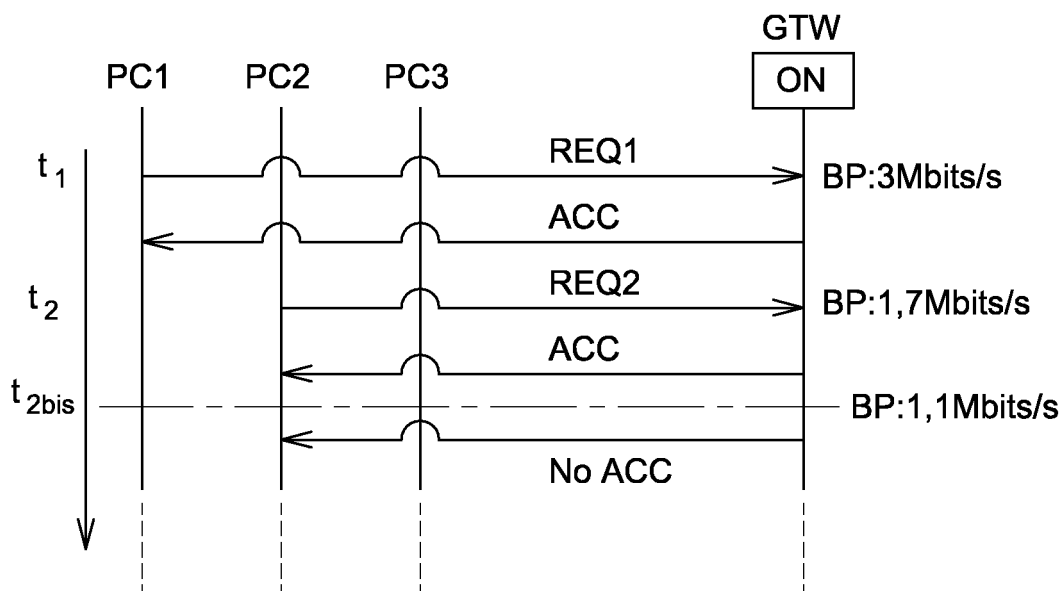 GTW
PC1 PC2 PC3 ON
t1 REQ1 BP:3Mbits/s
ACC
t2 REQ2 BP:1,7Mbits/s
ACC
t2bis BP:1,1Mbits/s
No ACC